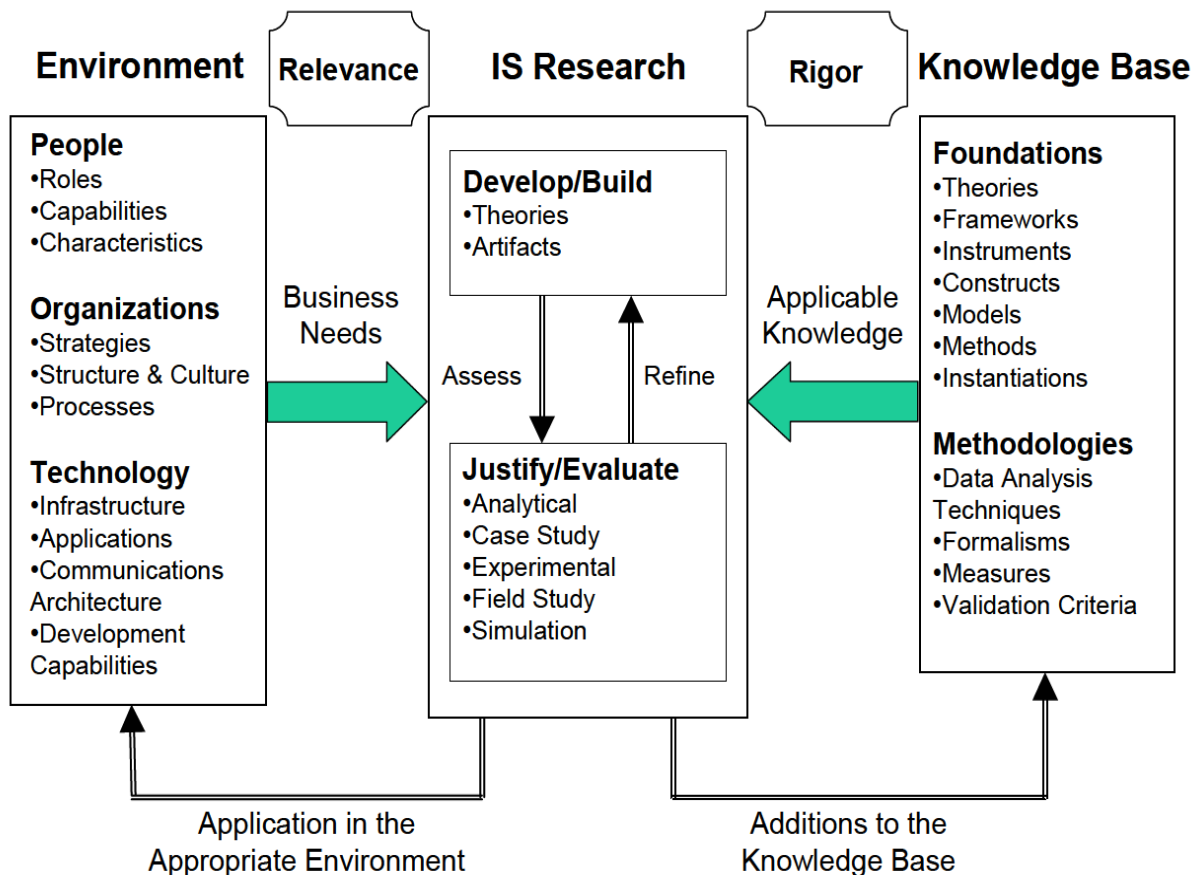 Environment
Relevance
IS Research
Rigor
Knowledge Base
People
•Roles
•Capabilities
•Characteristics
Organizations
•Strategies
•Structure & Culture
•Processes
Technology
•Infrastructure
•Applications
•Communications
Architecture
•Development
Capabilities
Business
Needs
Develop/Build
•Theories
•Artifacts
Assess
Refine
Justify/Evaluate
•Analytical
•Case Study
•Experimental
•Field Study
•Simulation
Applicable
Knowledge
Foundations
•Theories
•Frameworks
•Instruments
•Constructs
•Models
•Methods
•Instantiations
Methodologies
•Data Analysis
Techniques
•Formalisms
•Measures
•Validation Criteria
Application in the
Appropriate Environment
Additions to the
Knowledge Base